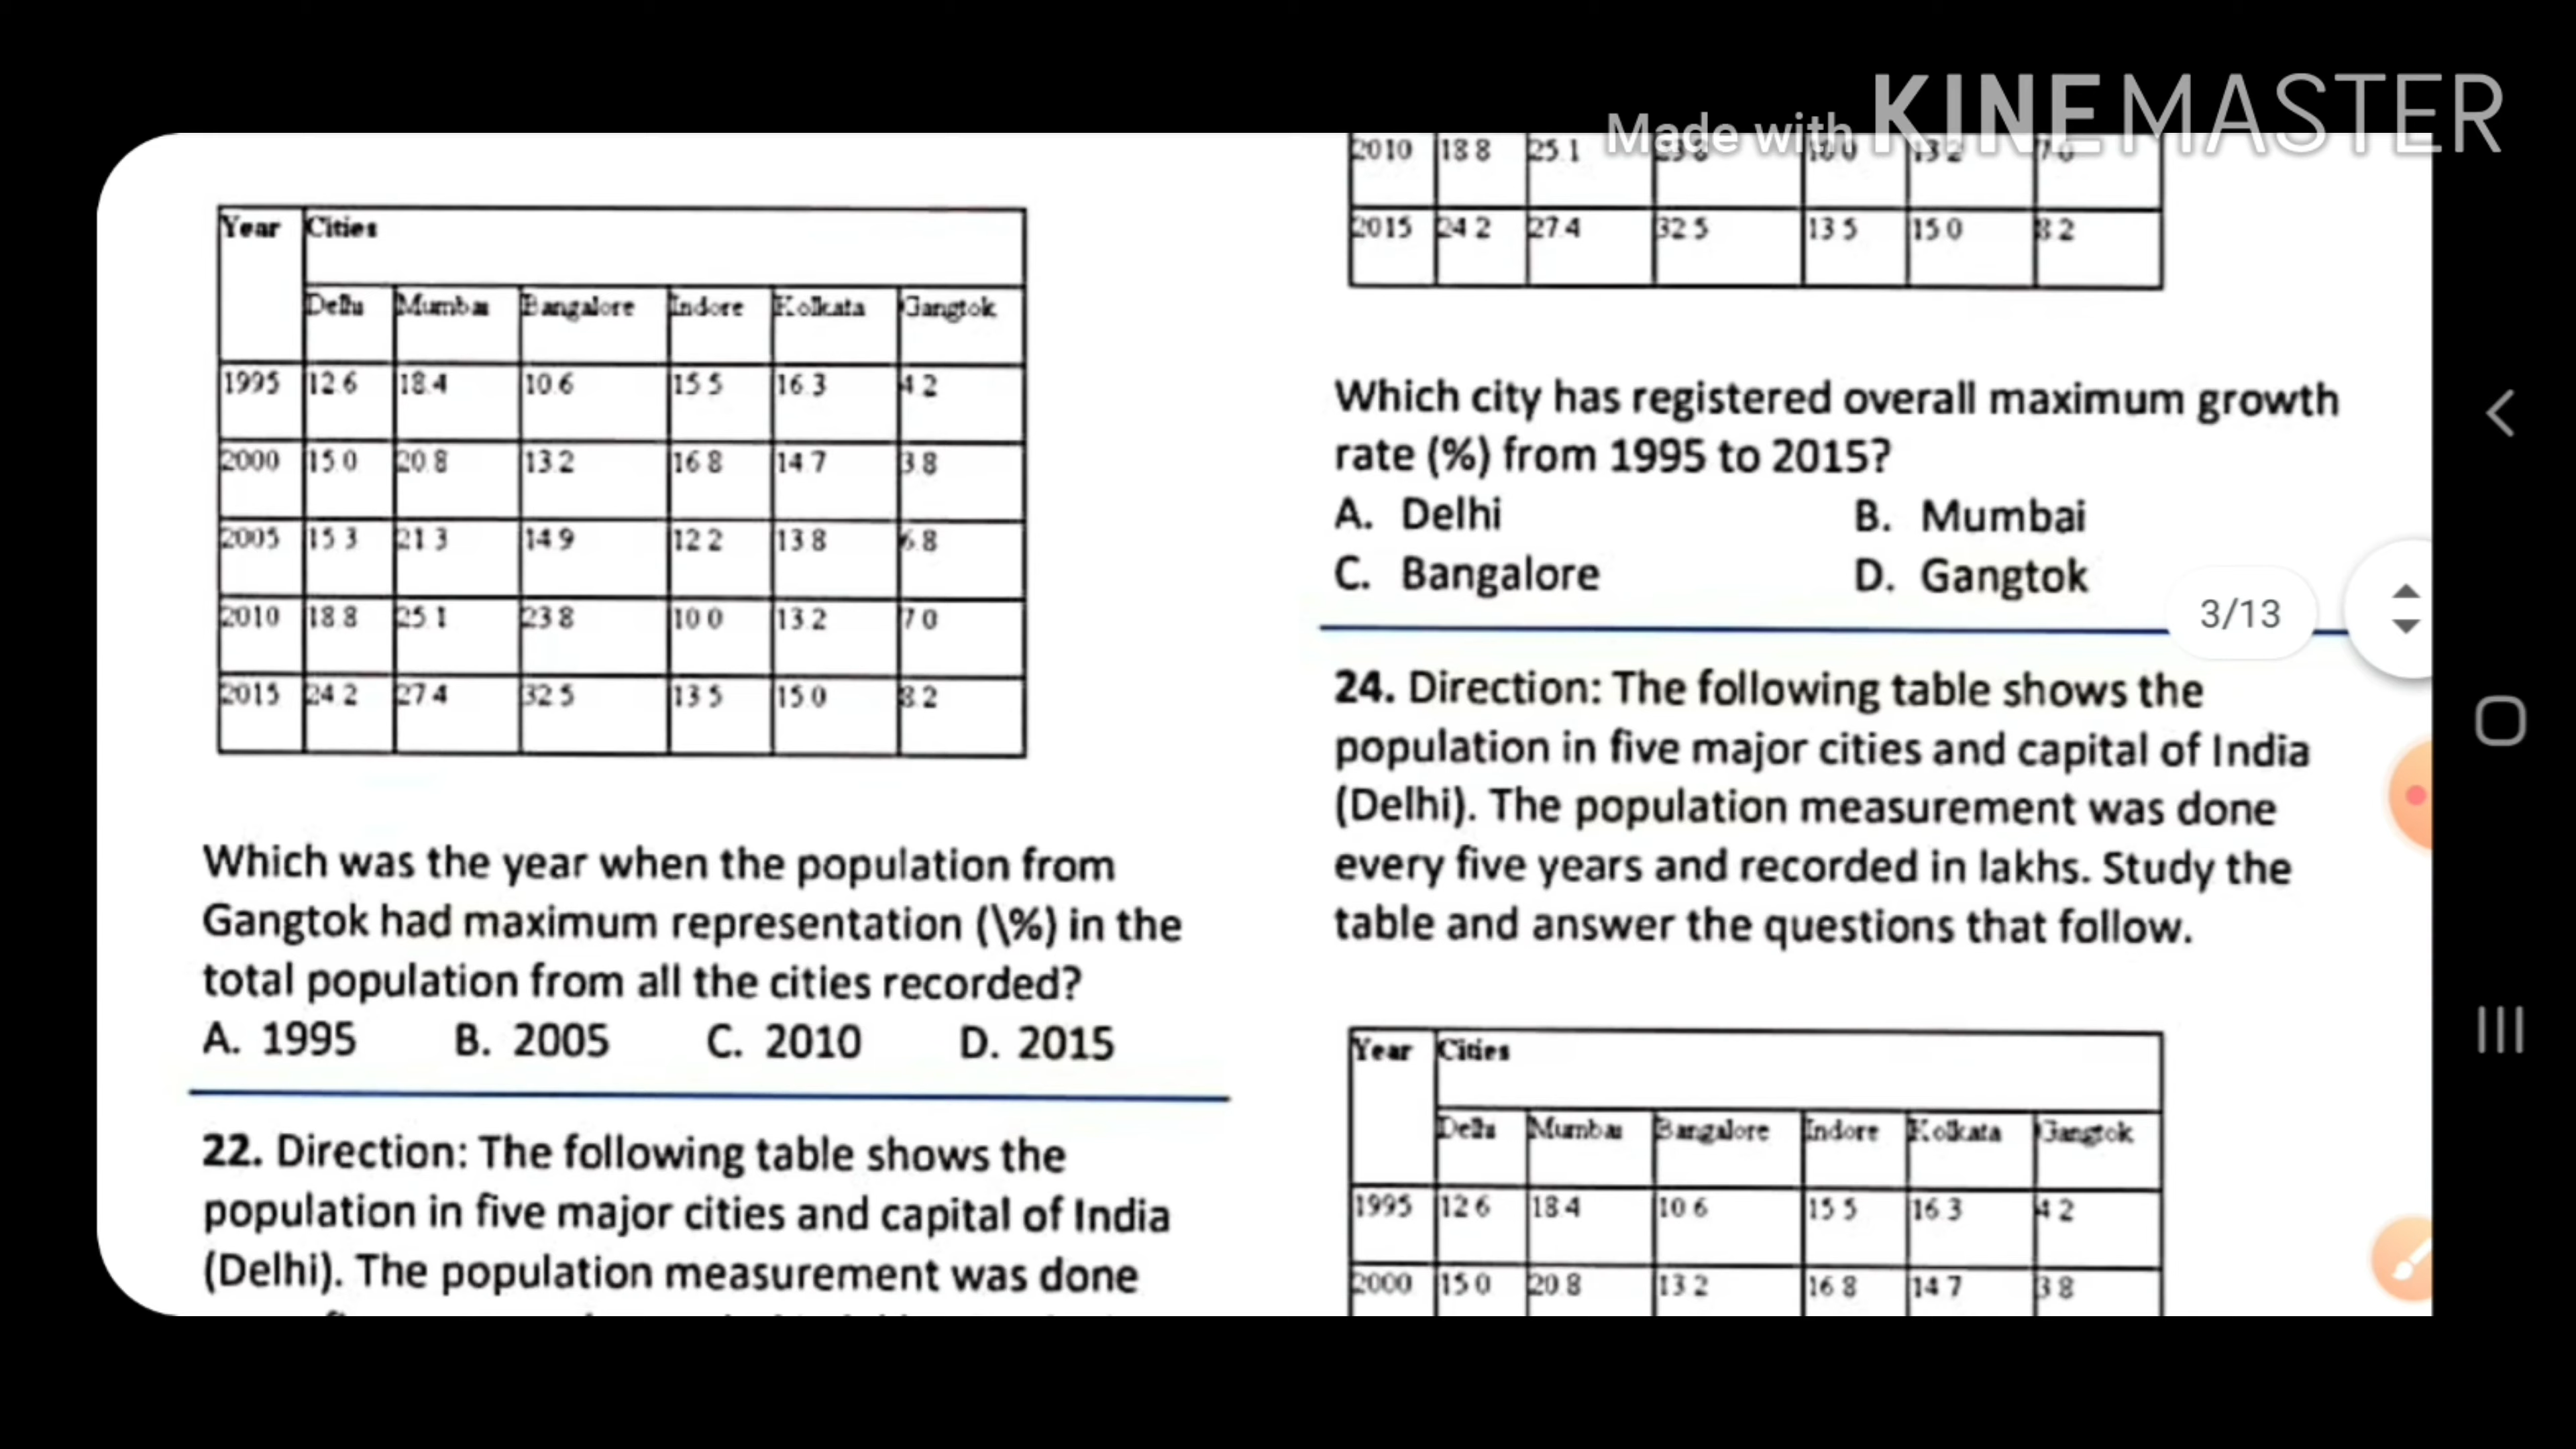 Made with KINEMASTER
Year Cities
Delhi Mumbai Bangalore Indore Kolkata Gangtok
1995 12.6 18.4 10.6 15.5 16.3 4.2
2000 15.0 20.8 13.2 16.8 14.7 3.8
2005 15.3 21.3 14.9 12.2 13.8 6.8
2010 18.8 25.1 23.8 10.0 13.2 7.0
2015 24.2 27.4 32.5 13.5 15.0 8.2
Which was the year when the population from
Gangtok had maximum representation (\%) in the
total population from all the cities recorded?
A. 1995 B. 2005 C. 2010 D. 2015
22. Direction: The following table shows the
population in five major cities and capital of India
(Delhi). The population measurement was done
2010 18.8 25.1 23.8 10.0 13.2 7.0
2015 24.2 27.4 32.5 13.5 15.0 8.2
Which city has registered overall maximum growth
rate (%) from 1995 to 2015?
A. Delhi B. Mumbai
C. Bangalore D. Gangtok
3/13
24. Direction: The following table shows the
population in five major cities and capital of India
(Delhi). The population measurement was done
every five years and recorded in lakhs. Study the
table and answer the questions that follow.
Year Cities
Delhi Mumbai Bangalore Indore Kolkata Gangtok
1995 12.6 18.4 10.6 15.5 16.3 4.2
2000 15.0 20.8 13.2 16.8 14.7 3.8